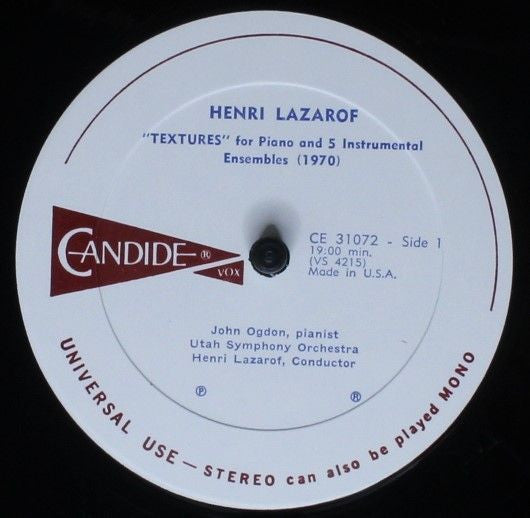 HENRI LAZAROF
"TEXTURES" for Piano and 5 Instrumental
Ensembles (1970)
CANDIDE ®
VOX
CE 31072 - Side 1
19:00 min.
(VS 4215)
Made in U.S.A.
John Ogdon, pianist
Utah Symphony Orchestra
Henri Lazarof, Conductor
℗ ®
UNIVERSAL USE — STEREO can also be played MONO